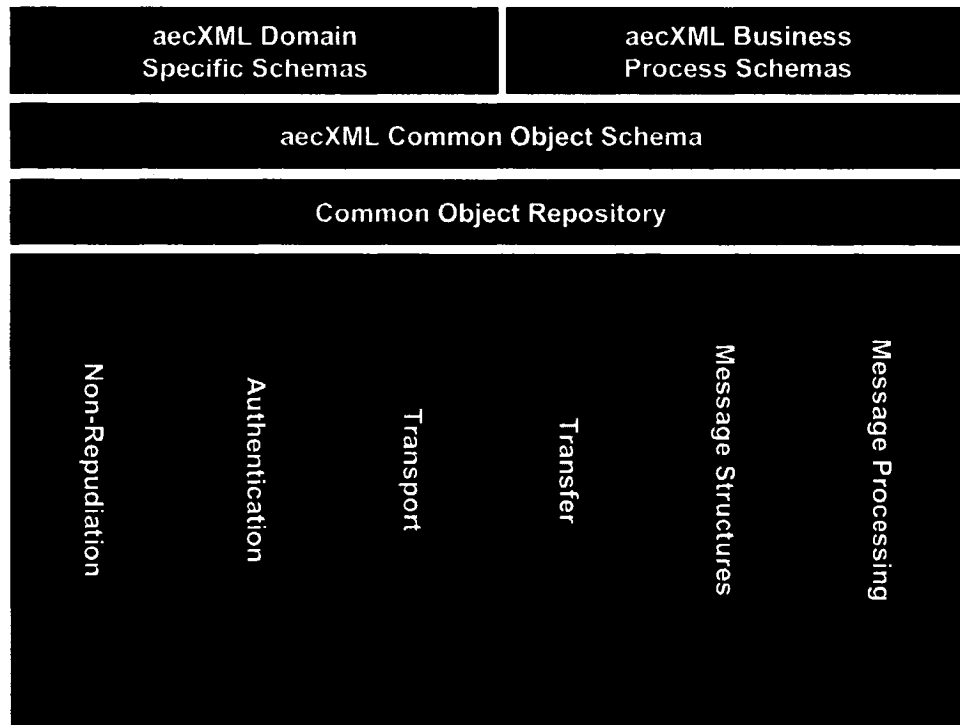 aecXML Domain
Specific Schemas
aecXML Business
Process Schemas
aecXML Common Object Schema
Common Object Repository
Non-Repudiation
Authentication
Transport
Transfer
Message Structures
Message Processing